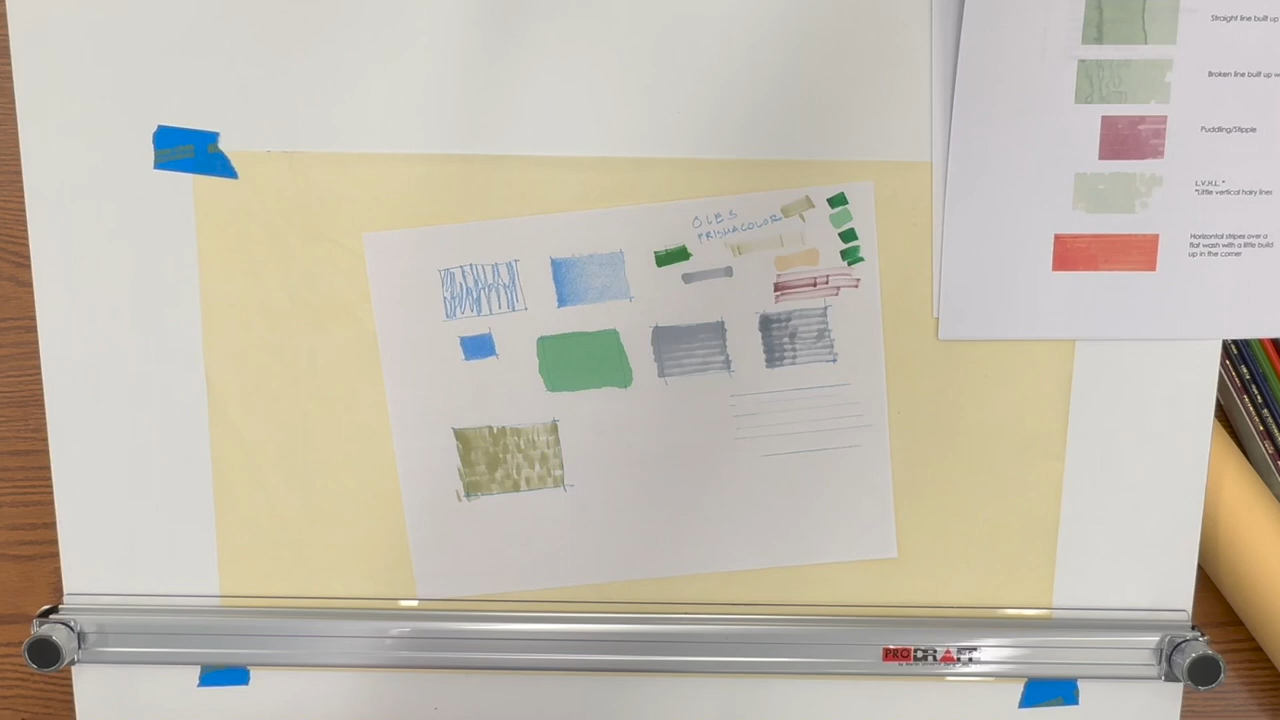 Straight line built up
Broken line built up w
Puddling/Stipple
L.V.H.L.*
*Little vertical hairy lines
Horizontal stripes over a
flat wash with a little build
up in the corner
OLES
PRISMACOLOR
PRODRAFT